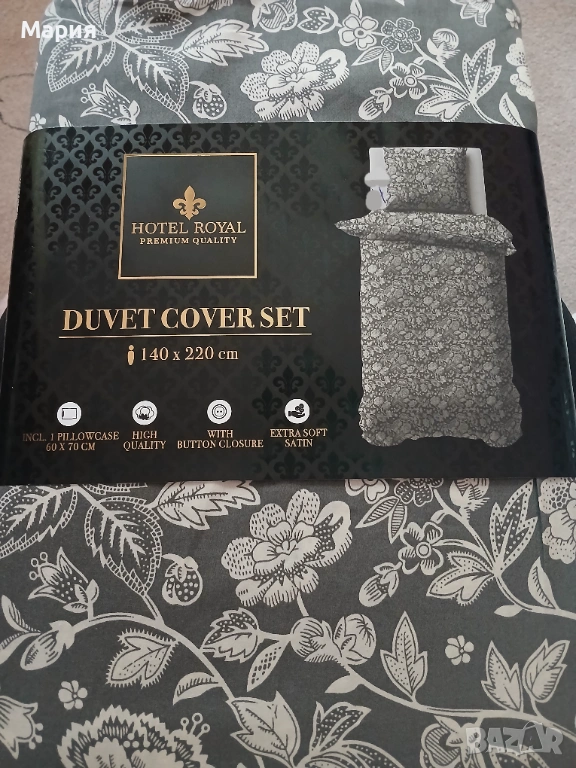 Мария
HOTEL ROYAL
PREMIUM QUALITY
DUVET COVER SET
140 x 220 cm
INCL. 1 PILLOWCASE
60 X 70 CM
HIGH
QUALITY
WITH
BUTTON CLOSURE
EXTRA SOFT
SATIN
BAZAR